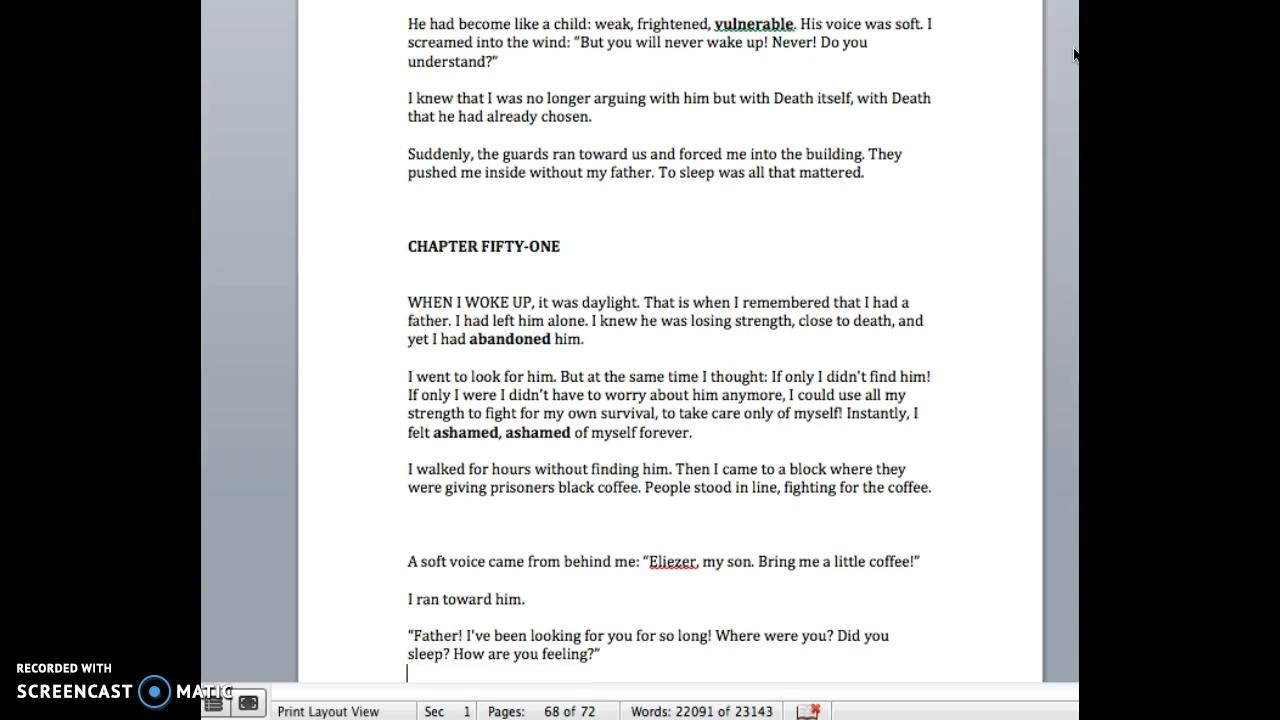 He had become like a child: weak, frightened, vulnerable. His voice was soft. I
screamed into the wind: “But you will never wake up! Never! Do you
understand?”
I knew that I was no longer arguing with him but with Death itself, with Death
that he had already chosen.
Suddenly, the guards ran toward us and forced me into the building. They
pushed me inside without my father. To sleep was all that mattered.
CHAPTER FIFTY-ONE
WHEN I WOKE UP, it was daylight. That is when I remembered that I had a
father. I had left him alone. I knew he was losing strength, close to death, and
yet I had abandoned him.
I went to look for him. But at the same time I thought: If only I didn't find him!
If only I were I didn't have to worry about him anymore, I could use all my
strength to fight for my own survival, to take care only of myself! Instantly, I
felt ashamed, ashamed of myself forever.
I walked for hours without finding him. Then I came to a block where they
were giving prisoners black coffee. People stood in line, fighting for the coffee.
A soft voice came from behind me: “Eliezer, my son. Bring me a little coffee!”
I ran toward him.
“Father! I've been looking for you for so long! Where were you? Did you
sleep? How are you feeling?”
RECORDED WITH
SCREENCAST MATIC
Print Layout View Sec 1 Pages: 68 of 72 Words: 22091 of 23143